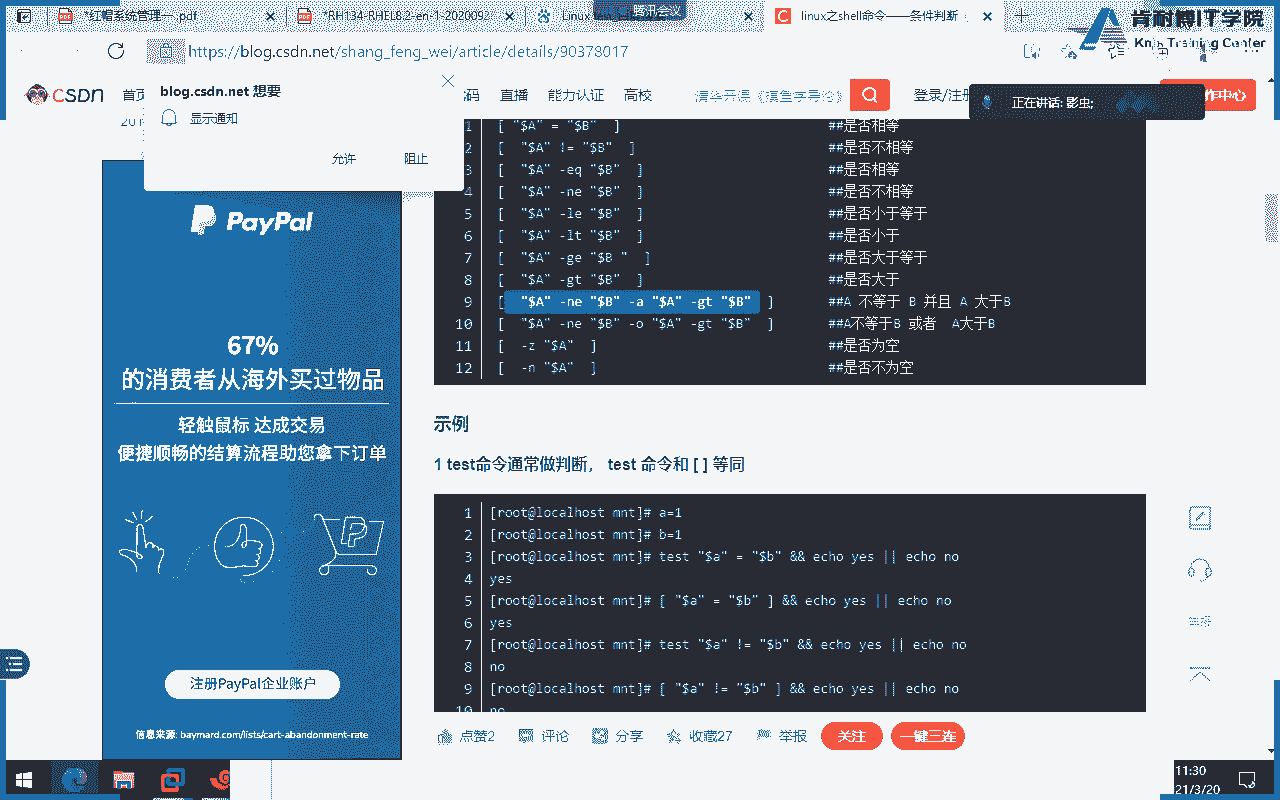 *红帽系统管理一.pdf
*RH134-RHEL8.2-en-1-2020092
Linux
腾讯会议
linux之shell命令——条件判断
肯耐博IT学院
Knit Training Center
https://blog.csdn.net/shang_feng_wei/article/details/90378017
CSDN
首页
直播
能力认证
高校
登录/注册
作中心
正在讲话: 影虫;
blog.csdn.net 想要
显示通知
允许
阻止
PayPal
67%
的消费者从海外买过物品
轻触鼠标 达成交易
便捷顺畅的结算流程助您拿下订单
注册PayPal企业账户
信息来源: baymard.com/lists/cart-abandonment-rate
1 [ "$A" = "$B" ] ##是否相等
2 [ "$A" != "$B" ] ##是否不相等
3 [ "$A" -eq "$B" ] ##是否相等
4 [ "$A" -ne "$B" ] ##是否不相等
5 [ "$A" -le "$B" ] ##是否小于等于
6 [ "$A" -lt "$B" ] ##是否小于
7 [ "$A" -ge "$B " ] ##是否大于等于
8 [ "$A" -gt "$B" ] ##是否大于
9 [ "$A" -ne "$B" -a "$A" -gt "$B" ] ##A 不等于 B 并且 A 大于B
10 [ "$A" -ne "$B" -o "$A" -gt "$B" ] ##A不等于B 或者 A大于B
11 [ -z "$A" ] ##是否为空
12 [ -n "$A" ] ##是否不为空
示例
1 test命令通常做判断， test 命令和 [ ] 等同
1 [root@localhost mnt]# a=1
2 [root@localhost mnt]# b=1
3 [root@localhost mnt]# test "$a" = "$b" && echo yes || echo no
4 yes
5 [root@localhost mnt]# [ "$a" = "$b" ] && echo yes || echo no
6 yes
7 [root@localhost mnt]# test "$a" != "$b" && echo yes || echo no
8 no
9 [root@localhost mnt]# [ "$a" != "$b" ] && echo yes || echo no
10 no
点赞2
评论
分享
收藏27
举报
关注
一键三连
11:30
21/3/20